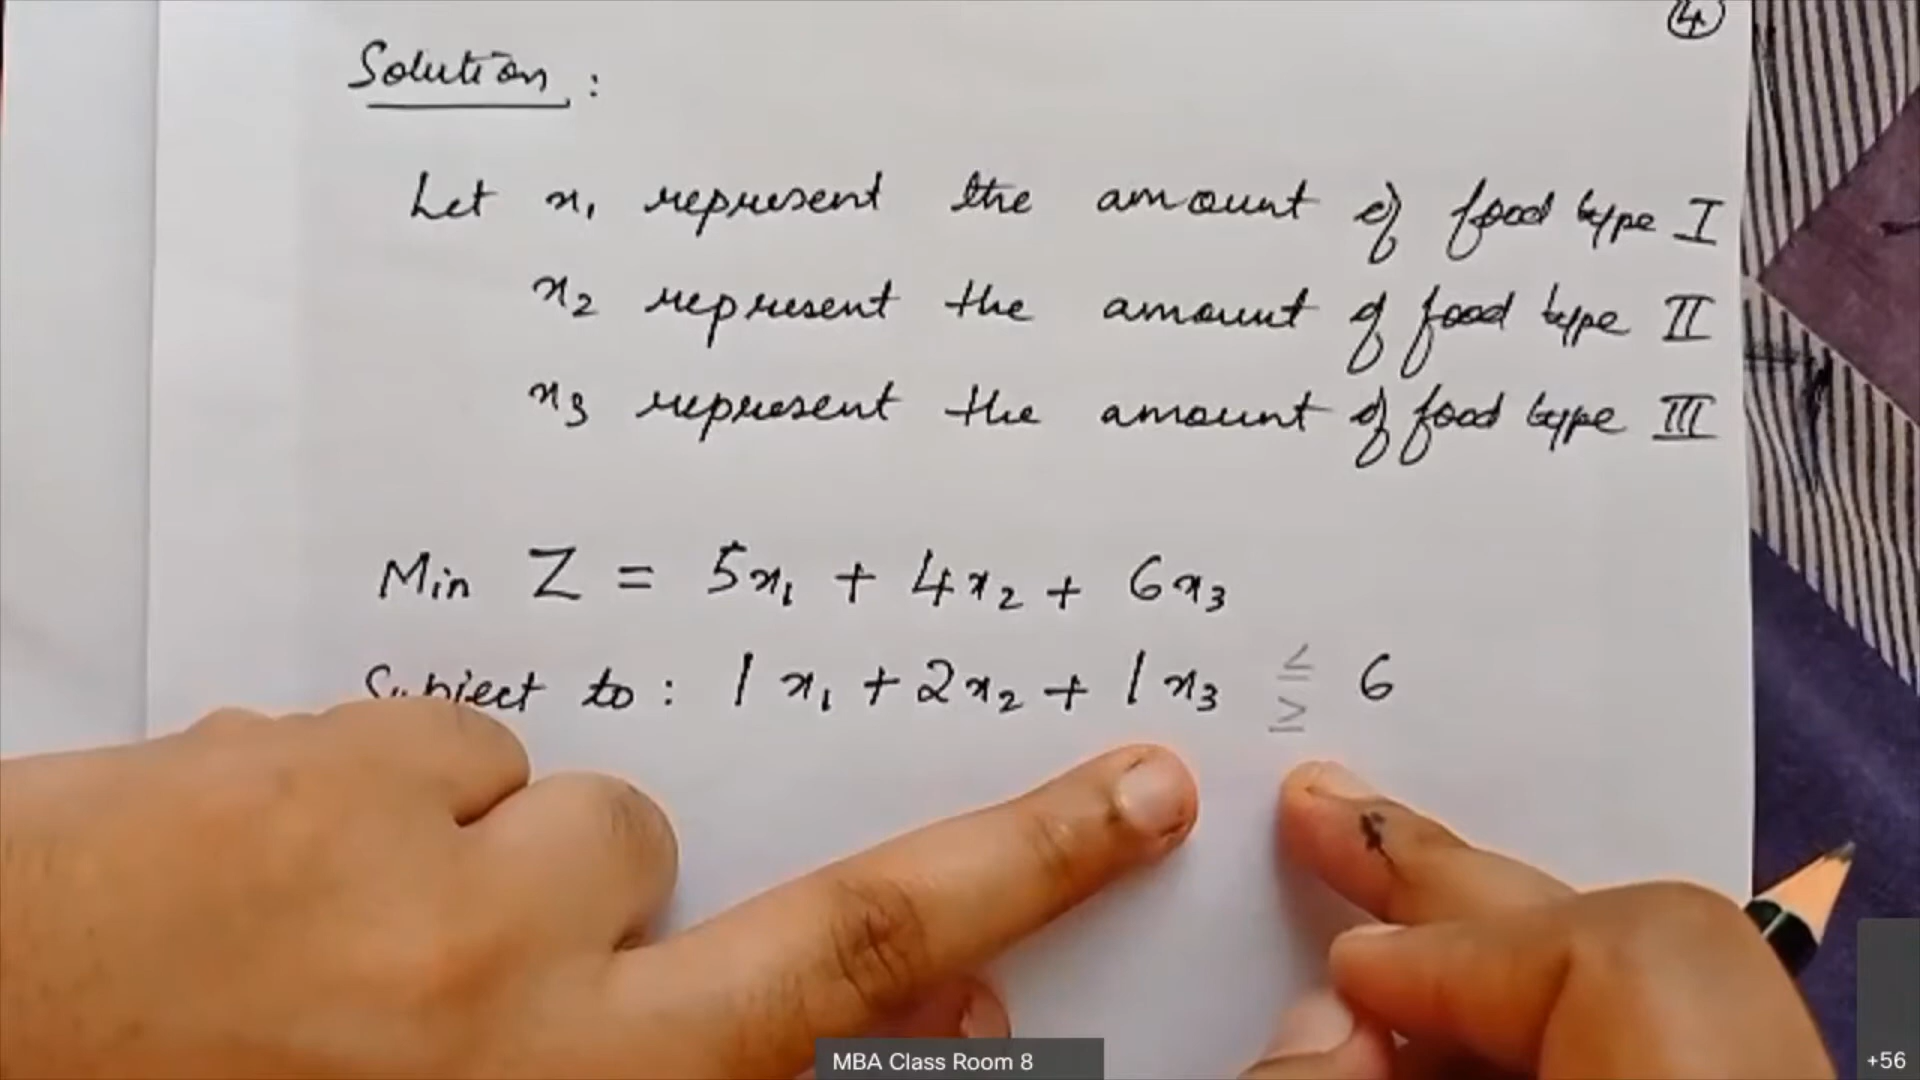 4
Solution :
Let x₁ represent the amount of food type I
x₂ represent the amount of food type II
x₃ represent the amount of food type III
Min Z = 5x₁ + 4x₂ + 6x₃
Subject to : 1x₁ + 2x₂ + 1x₃ ≤ ≥ 6
MBA Class Room 8
+56